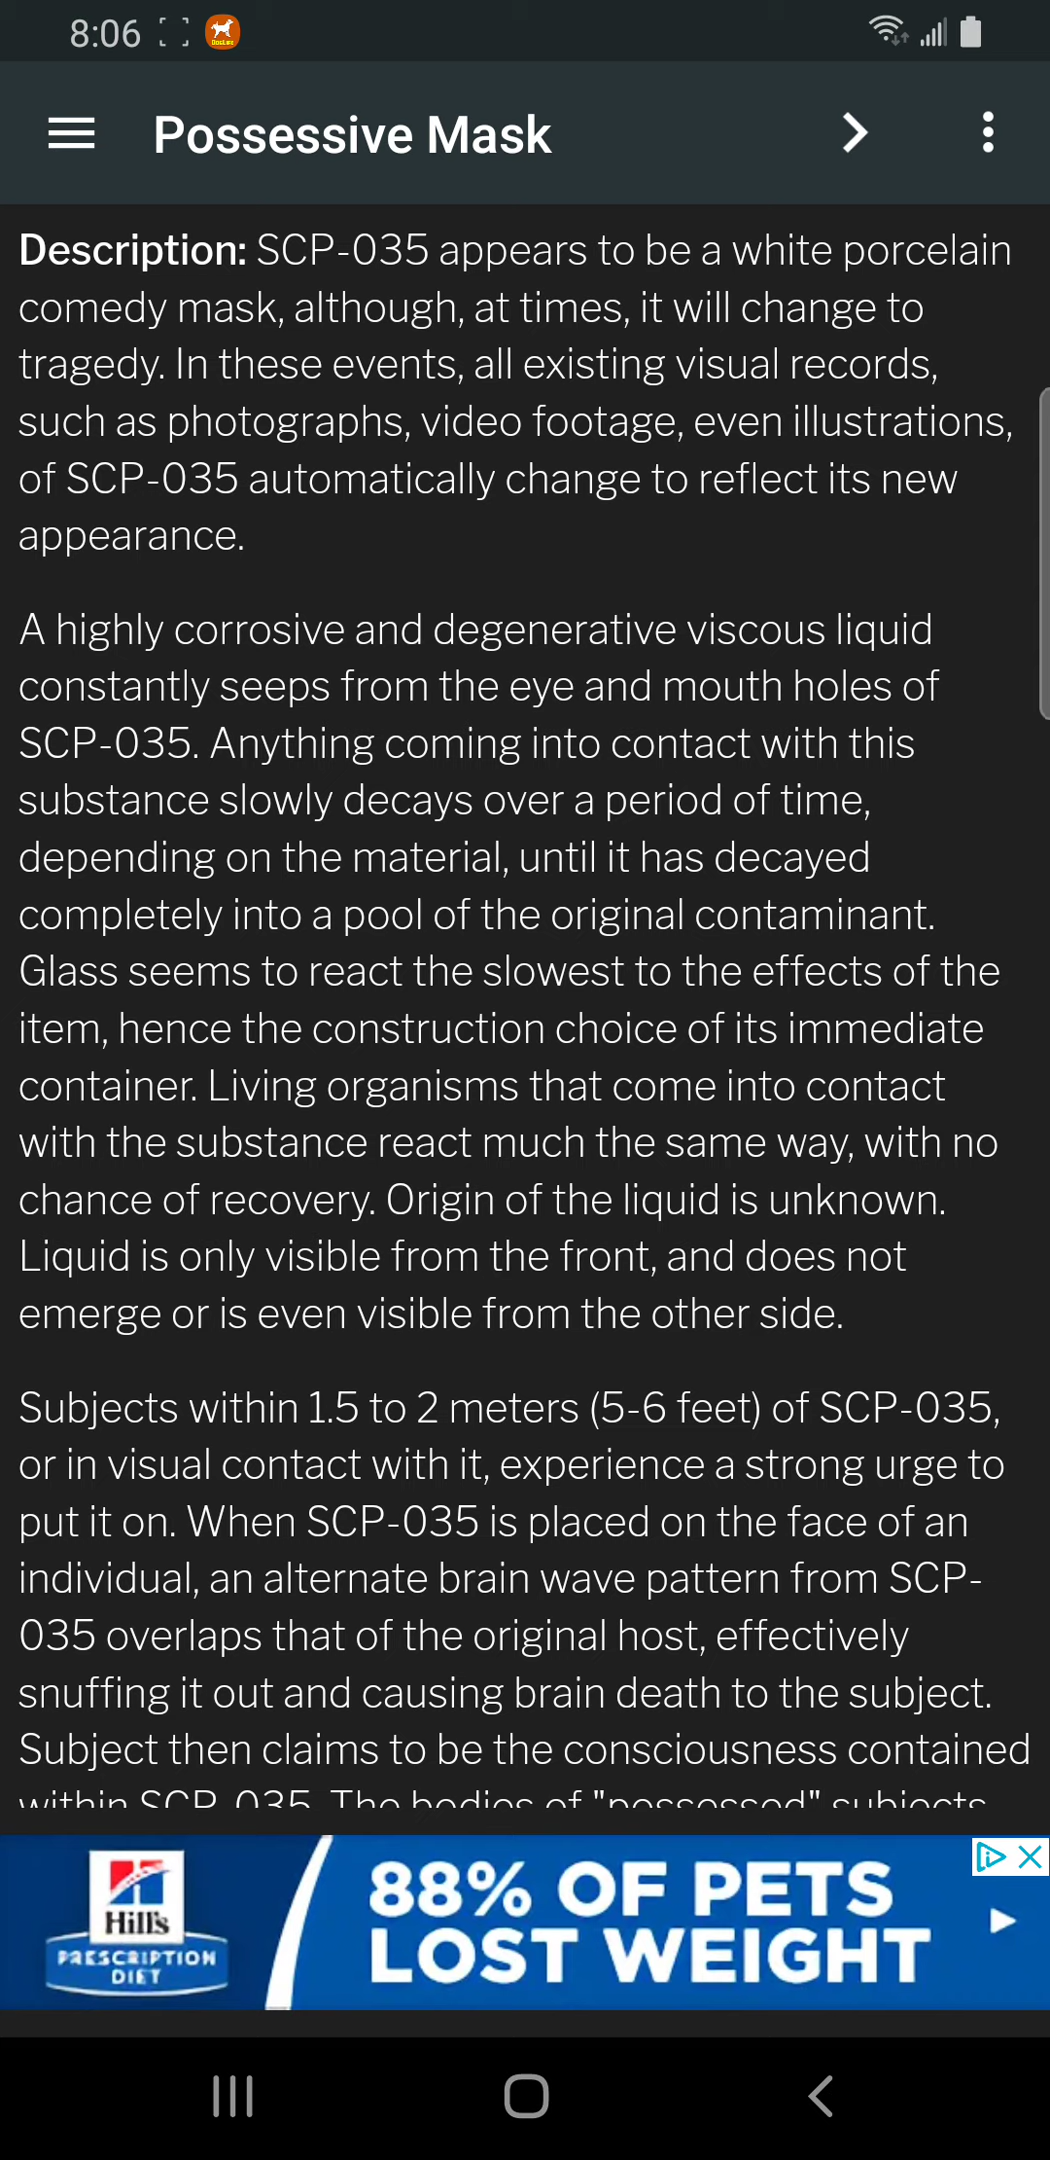 8:06
Possessive Mask
Description: SCP-035 appears to be a white porcelain
comedy mask, although, at times, it will change to
tragedy. In these events, all existing visual records,
such as photographs, video footage, even illustrations,
of SCP-035 automatically change to reflect its new
appearance.
A highly corrosive and degenerative viscous liquid
constantly seeps from the eye and mouth holes of
SCP-035. Anything coming into contact with this
substance slowly decays over a period of time,
depending on the material, until it has decayed
completely into a pool of the original contaminant.
Glass seems to react the slowest to the effects of the
item, hence the construction choice of its immediate
container. Living organisms that come into contact
with the substance react much the same way, with no
chance of recovery. Origin of the liquid is unknown.
Liquid is only visible from the front, and does not
emerge or is even visible from the other side.
Subjects within 1.5 to 2 meters (5-6 feet) of SCP-035,
or in visual contact with it, experience a strong urge to
put it on. When SCP-035 is placed on the face of an
individual, an alternate brain wave pattern from SCP-
035 overlaps that of the original host, effectively
snuffing it out and causing brain death to the subject.
Subject then claims to be the consciousness contained
within SCP-035. The bodies of "possessed" subjects
Hill's
PRESCRIPTION
DIET
88% OF PETS
LOST WEIGHT